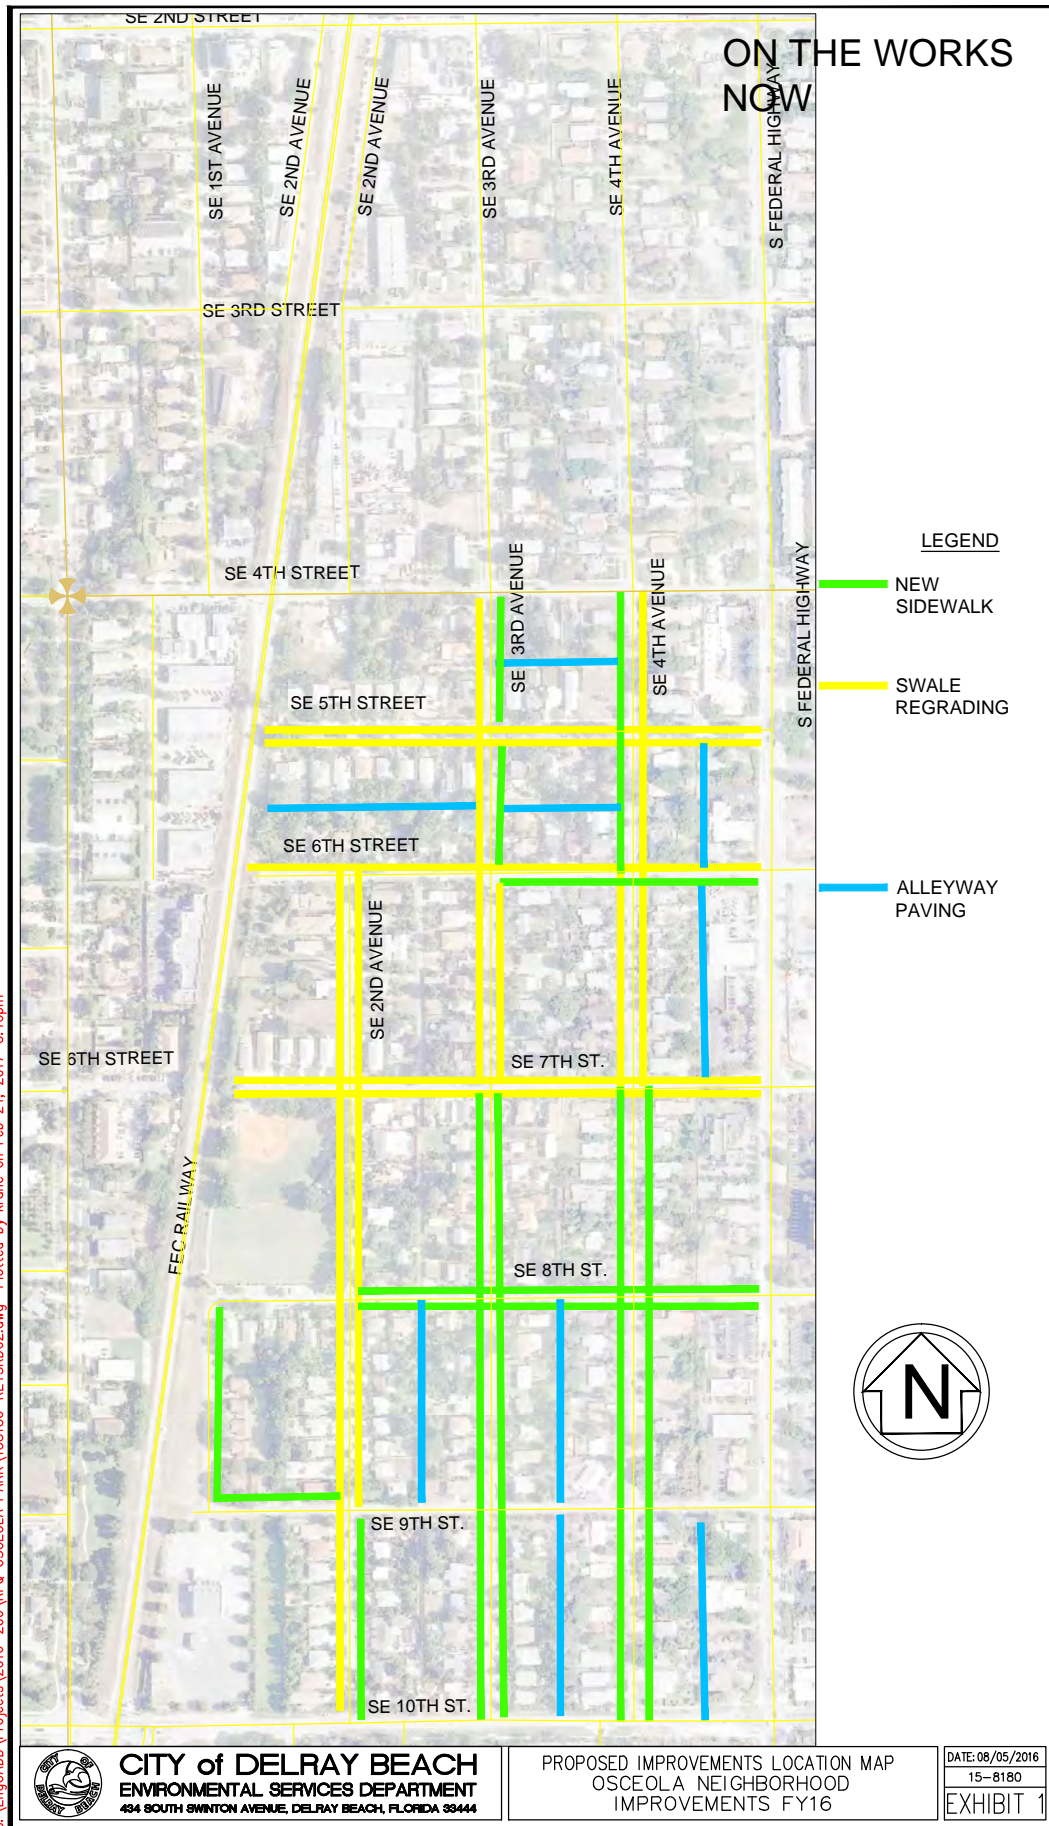 SE 2ND STREET
ON THE WORKS
NOW
SE 1ST AVENUE
SE 2ND AVENUE
SE 2ND AVENUE
SE 3RD AVENUE
SE 4TH AVENUE
S FEDERAL HIGHWAY
SE 3RD STREET
SE 4TH STREET
SE 3RD AVENUE
SE 4TH AVENUE
S FEDERAL HIGHWAY
LEGEND
NEW
SIDEWALK
SWALE
REGRADING
ALLEYWAY
PAVING
SE 5TH STREET
SE 6TH STREET
SE 2ND AVENUE
SE 6TH STREET
SE 7TH ST.
FEC RAILWAY
SE 8TH ST.
N
SE 9TH ST.
SE 10TH ST.
CITY OF
DELRAY BEACH
CITY of DELRAY BEACH
ENVIRONMENTAL SERVICES DEPARTMENT
434 SOUTH SWINTON AVENUE, DELRAY BEACH, FLORIDA 33444
PROPOSED IMPROVEMENTS LOCATION MAP
OSCEOLA NEIGHBORHOOD
IMPROVEMENTS FY16
DATE: 08/05/2016
15-8180
EXHIBIT 1